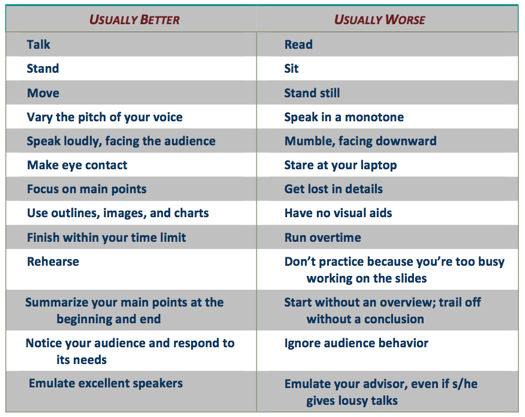 USUALLY BETTER USUALLY WORSE
Talk Read
Stand Sit
Move Stand still
Vary the pitch of your voice Speak in a monotone
Speak loudly, facing the audience Mumble, facing downward
Make eye contact Stare at your laptop
Focus on main points Get lost in details
Use outlines, images, and charts Have no visual aids
Finish within your time limit Run overtime
Rehearse Don't practice because you're too busy
working on the slides
Summarize your main points at the Start without an overview; trail off
beginning and end without a conclusion
Notice your audience and respond to Ignore audience behavior
its needs
Emulate excellent speakers Emulate your advisor, even if s/he
gives lousy talks